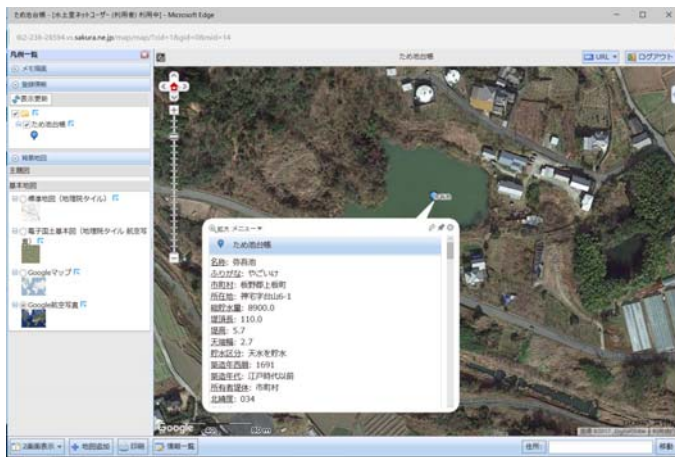 ため池台帳 - [水土里ネットユーザー (利用者) 利用中] - Microsoft Edge
凡例一覧
ため池台帳
URL
ログアウト
メモ描画
登録情報
表示更新
ため池台帳
背景地図
主題図
基本地図
標準地図（地理院タイル）
電子国土基本図（地理院タイル 航空写真）
Googleマップ
Google航空写真
拡大 メニュー▼
ため池台帳
名称: 弥吾池
ふりがな: やごいけ
市町村: 板野郡上板町
所在地: 神宅字台山6-1
総貯水量: 8900.0
堤頂長: 110.0
堤高: 5.7
天端幅: 2.7
貯水区分: 天水を貯水
築造年西暦: 1691
築造年代: 江戸時代以前
所有者媒体: 市町村
北緯度: 034
Google
2画面表示
地図追加
印刷
情報一覧
住所:
移動